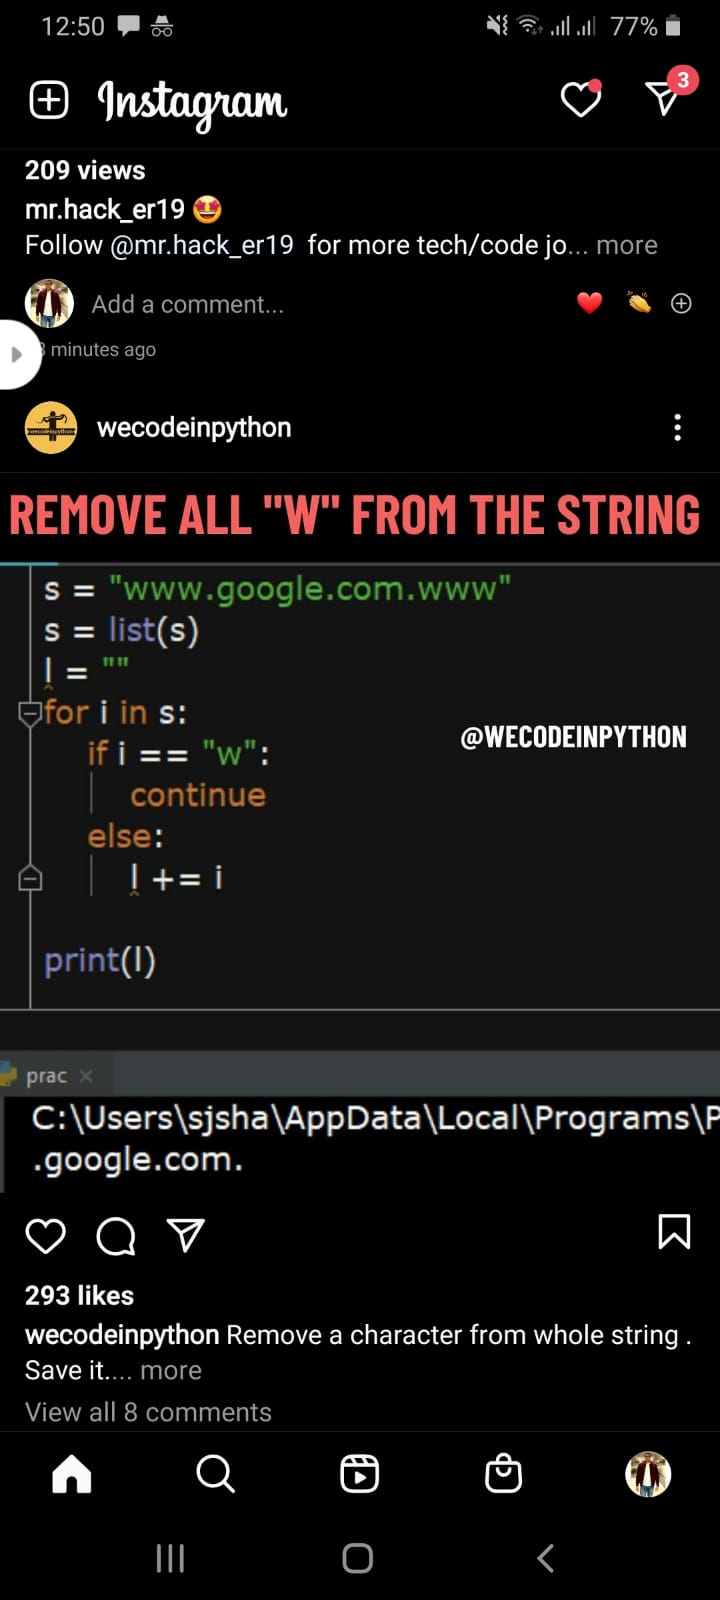 12:50 77%
Instagram 3
209 views
mr.hack_er19 🤩
Follow @mr.hack_er19 for more tech/code jo... more
Add a comment...
minutes ago
wecodeinpython
REMOVE ALL "W" FROM THE STRING
s = "www.google.com.www"
s = list(s)
l = ""
for i in s:
if i == "w":
@WECODEINPYTHON
continue
else:
l += i
print(l)
prac
C:\Users\sjsha\AppData\Local\Programs\P
.google.com.
293 likes
wecodeinpython Remove a character from whole string .
Save it.... more
View all 8 comments